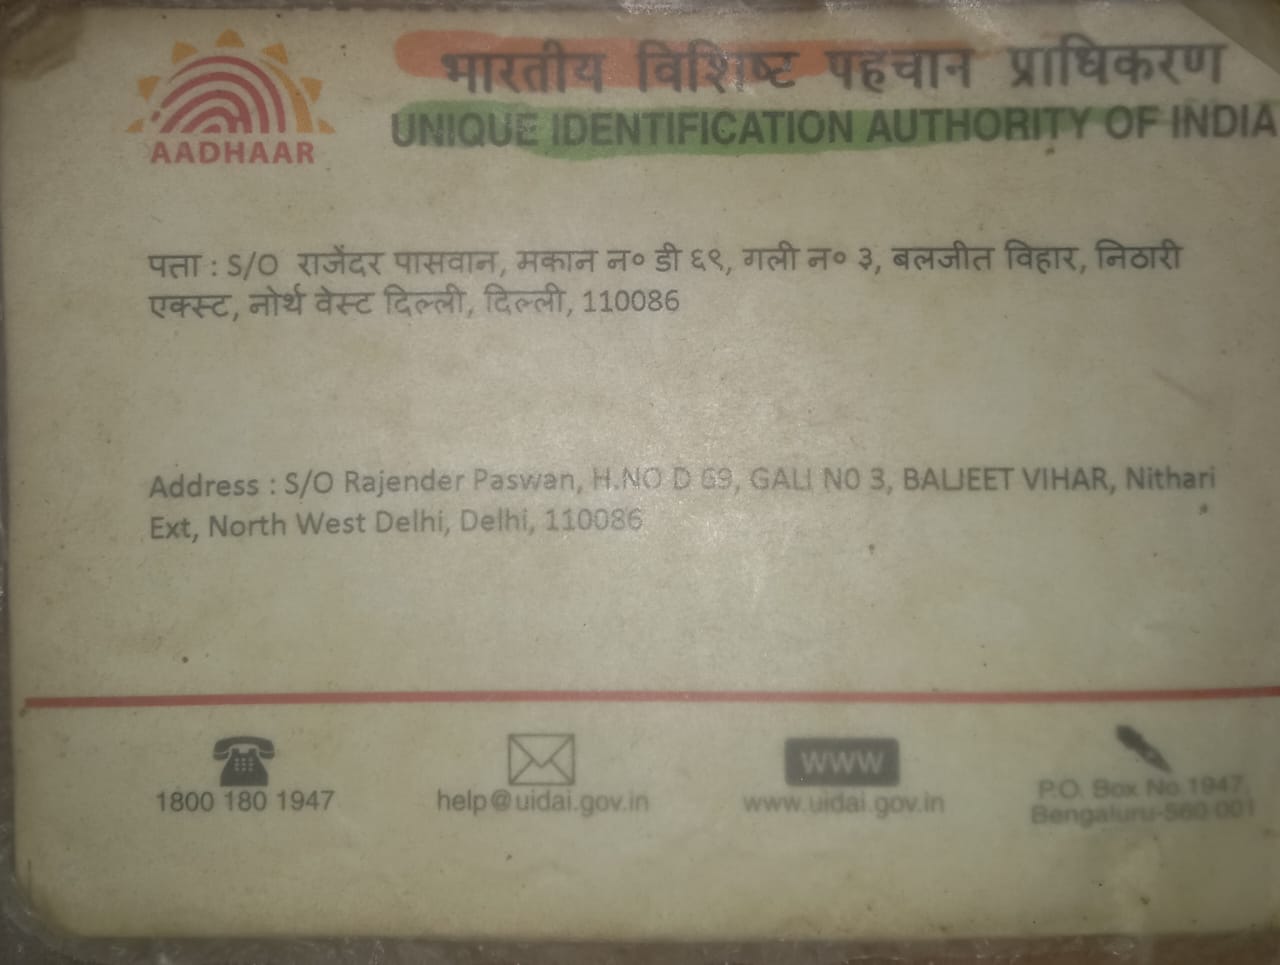 भारतीय विशिष्ट पहचान प्राधिकरण
UNIQUE IDENTIFICATION AUTHORITY OF INDIA
AADHAAR
पता : S/O राजेंदर पासवान, मकान न० डी ६९, गली न० ३, बलजीत विहार, निठारी
एक्स्ट, नोर्थ वेस्ट दिल्ली, दिल्ली, 110086
Address : S/O Rajender Paswan, H.NO D 69, GALI NO 3, BALJEET VIHAR, Nithari
Ext, North West Delhi, Delhi, 110086
WWW
1800 180 1947
help@uidai.gov.in
www.uidai.gov.in
P.O. Box No.1947,
Bengaluru-560 001